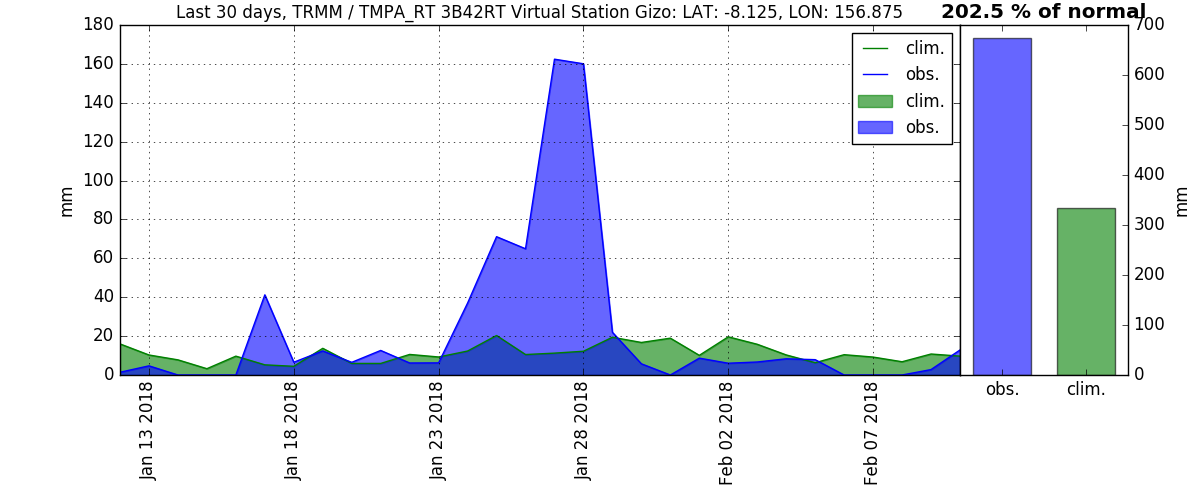 Last 30 days, TRMM / TMPA_RT 3B42RT Virtual Station Gizo: LAT: -8.125, LON: 156.875
202.5 % of normal
180
160
140
120
100
80
60
40
20
0
mm
clim.
obs.
clim.
obs.
Jan 13 2018
Jan 18 2018
Jan 23 2018
Jan 28 2018
Feb 02 2018
Feb 07 2018
700
600
500
400
300
200
100
0
mm
obs.
clim.